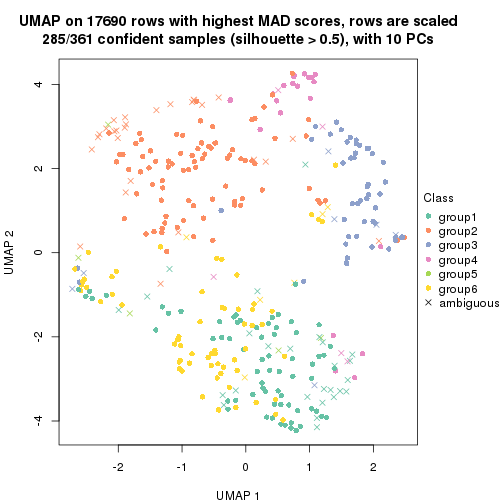 UMAP on 17690 rows with highest MAD scores, rows are scaled
285/361 confident samples (silhouette > 0.5), with 10 PCs
4
2
0
-2
-4
UMAP 2
-2
-1
0
1
2
UMAP 1
Class
group1
group2
group3
group4
group5
group6
ambiguous